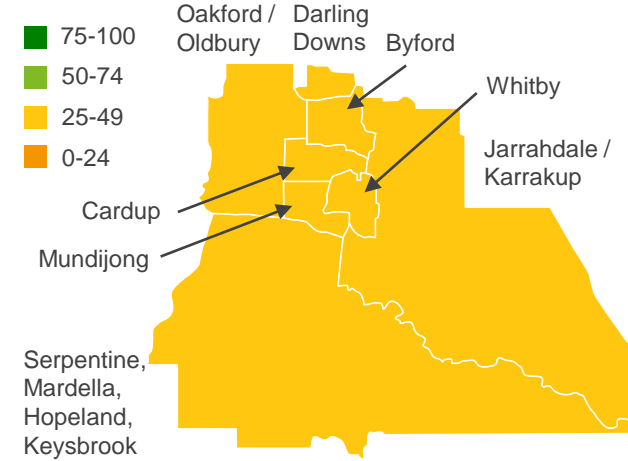 75-100
50-74
25-49
0-24
Oakford /
Oldbury
Darling
Downs
Byford
Whitby
Jarrahdale /
Karrakup
Cardup
Mundijong
Serpentine,
Mardella,
Hopeland,
Keysbrook